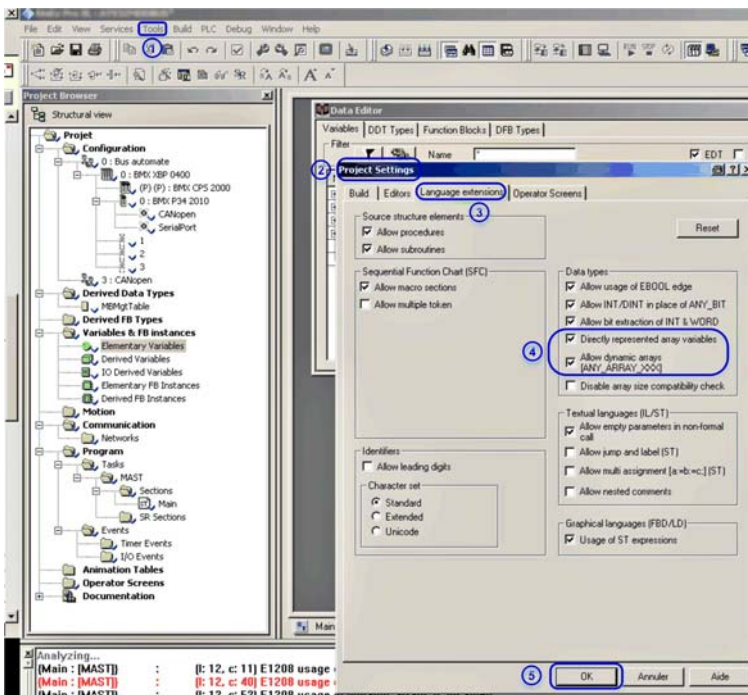 Unity Pro XL :
File Edit View Services Tools Build PLC Debug Window Help
1
Project Browser
Structural view
Projet
Configuration
0 : Bus automate
0 : BMX XBP 0400
(P) (P) : BMX CPS 2000
0 : BMX P34 2010
CANopen
SerialPort
1
2
3
3 : CANopen
Derived Data Types
MBMgtTable
Derived FB Types
Variables & FB instances
Elementary Variables
Derived Variables
IO Derived Variables
Elementary FB Instances
Derived FB Instances
Motion
Communication
Networks
Program
Tasks
MAST
Sections
Main
SR Sections
Events
Timer Events
I/O Events
Animation Tables
Operator Screens
Documentation
Data Editor
Variables DDT Types Function Blocks DFB Types
Filter
Name * EDT
2 Project Settings
Build Editors Language extensions Operator Screens
3
Source structure elements
Allow procedures
Allow subroutines
Reset
Sequential Function Chart (SFC)
Allow macro sections
Allow multiple token
Data types
Allow usage of EBOOL edge
Allow INT/DINT in place of ANY_BIT
Allow bit extraction of INT & WORD
4
Directly represented array variables
Allow dynamic arrays
[ANY_ARRAY_XXX]
Disable array size compatibility check
Textual languages (IL/ST)
Allow empty parameters in non-formal
call
Allow jump and label (ST)
Allow multi assignment [a:=b:=c;] (ST)
Allow nested comments
Identifiers
Allow leading digits
Character set
Standard
Extended
Unicode
Graphical languages (FBD/LD)
Usage of ST expressions
Main
5 OK Annuler Aide
Analyzing...
{Main : [MAST]} : {l: 12, c: 11} E1208 usage
{Main : [MAST]} : {l: 12, c: 40} E1208 usage
{Main : [MAST]} : {l: 12, c: 52} E1208 usage